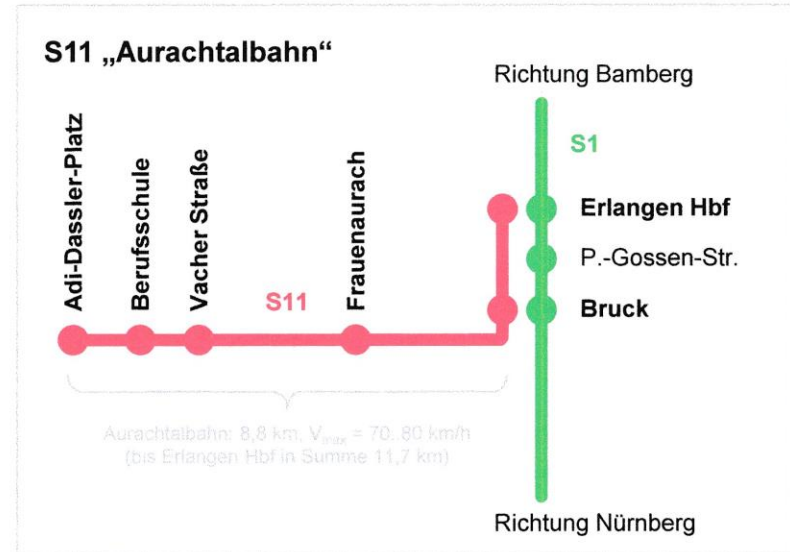 S11 „Aurachtalbahn“
Richtung Bamberg
S1
Adi-Dassler-Platz
Berufsschule
Vacher Straße
S11
Frauenaurach
Erlangen Hbf
P.-Gossen-Str.
Bruck
Aurachtalbahn: 8,8 km, Vmax = 70..80 km/h
(bis Erlangen Hbf in Summe 11,7 km)
Richtung Nürnberg